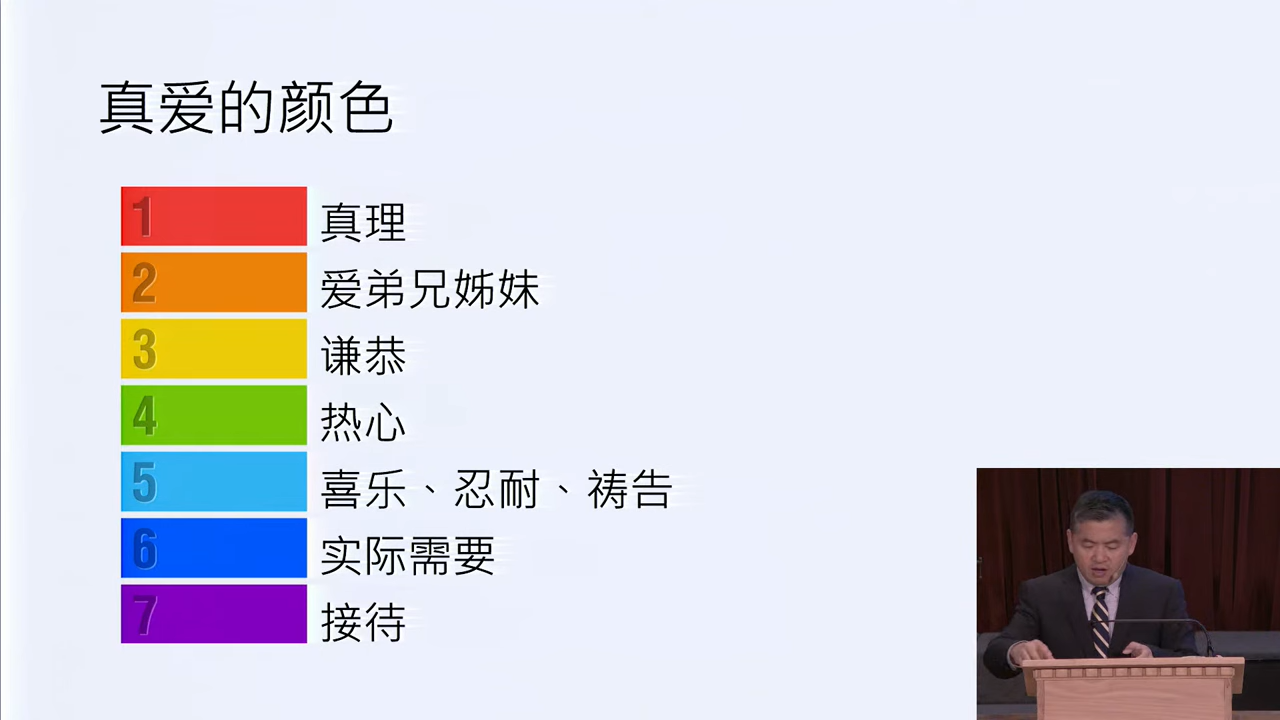 真爱的颜色
1 真理
2 爱弟兄姊妹
3 谦恭
4 热心
5 喜乐、忍耐、祷告
6 实际需要
7 接待